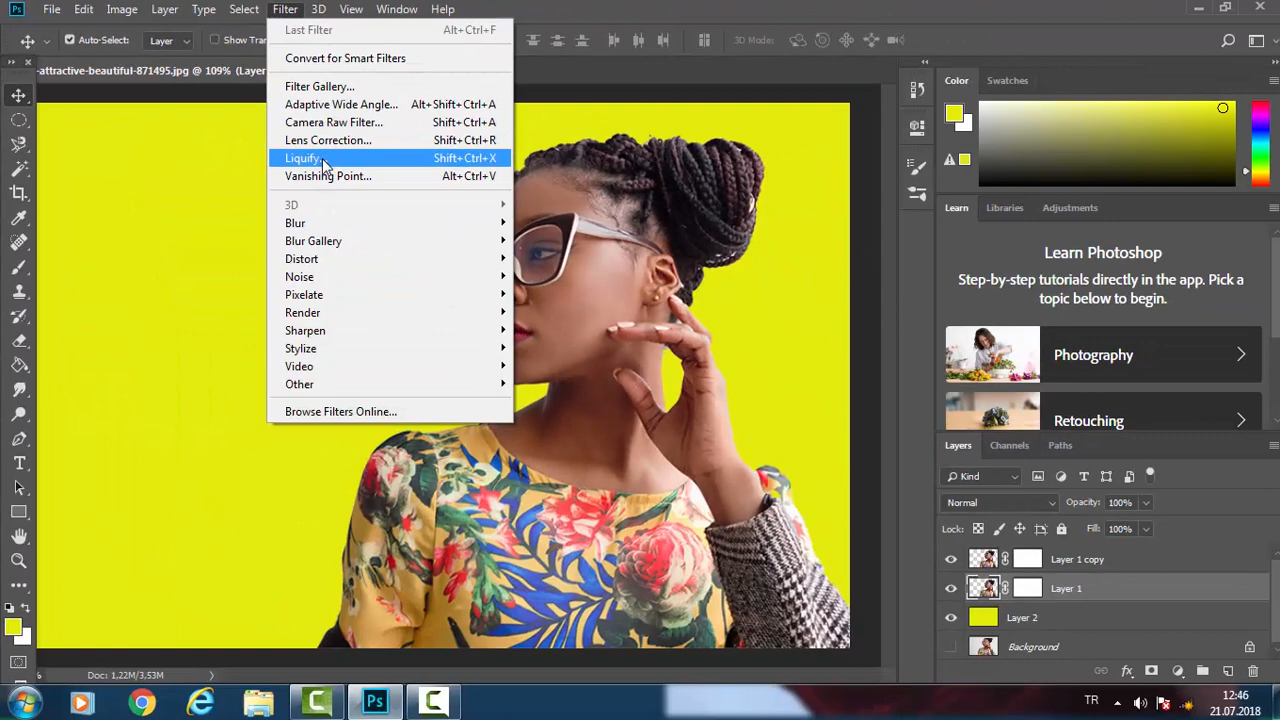 Ps File Edit Image Layer Type Select Filter 3D View Window Help
Auto-Select: Layer Show Tra 3D Mode:
-attractive-beautiful-871495.jpg @ 109% (Layer
Last Filter Alt+Ctrl+F
Convert for Smart Filters
Filter Gallery...
Adaptive Wide Angle... Alt+Shift+Ctrl+A
Camera Raw Filter... Shift+Ctrl+A
Lens Correction... Shift+Ctrl+R
Liquify... Shift+Ctrl+X
Vanishing Point... Alt+Ctrl+V
3D
Blur
Blur Gallery
Distort
Noise
Pixelate
Render
Sharpen
Stylize
Video
Other
Browse Filters Online...
Color Swatches
Learn Libraries Adjustments
Learn Photoshop
Step-by-step tutorials directly in the app. Pick a
topic below to begin.
Photography
Retouching
Layers Channels Paths
Kind
Normal Opacity: 100%
Lock: Fill: 100%
Layer 1 copy
Layer 1
Layer 2
Background
Doc: 1,22M/3,53M
Ps TR 12:46
21.07.2018